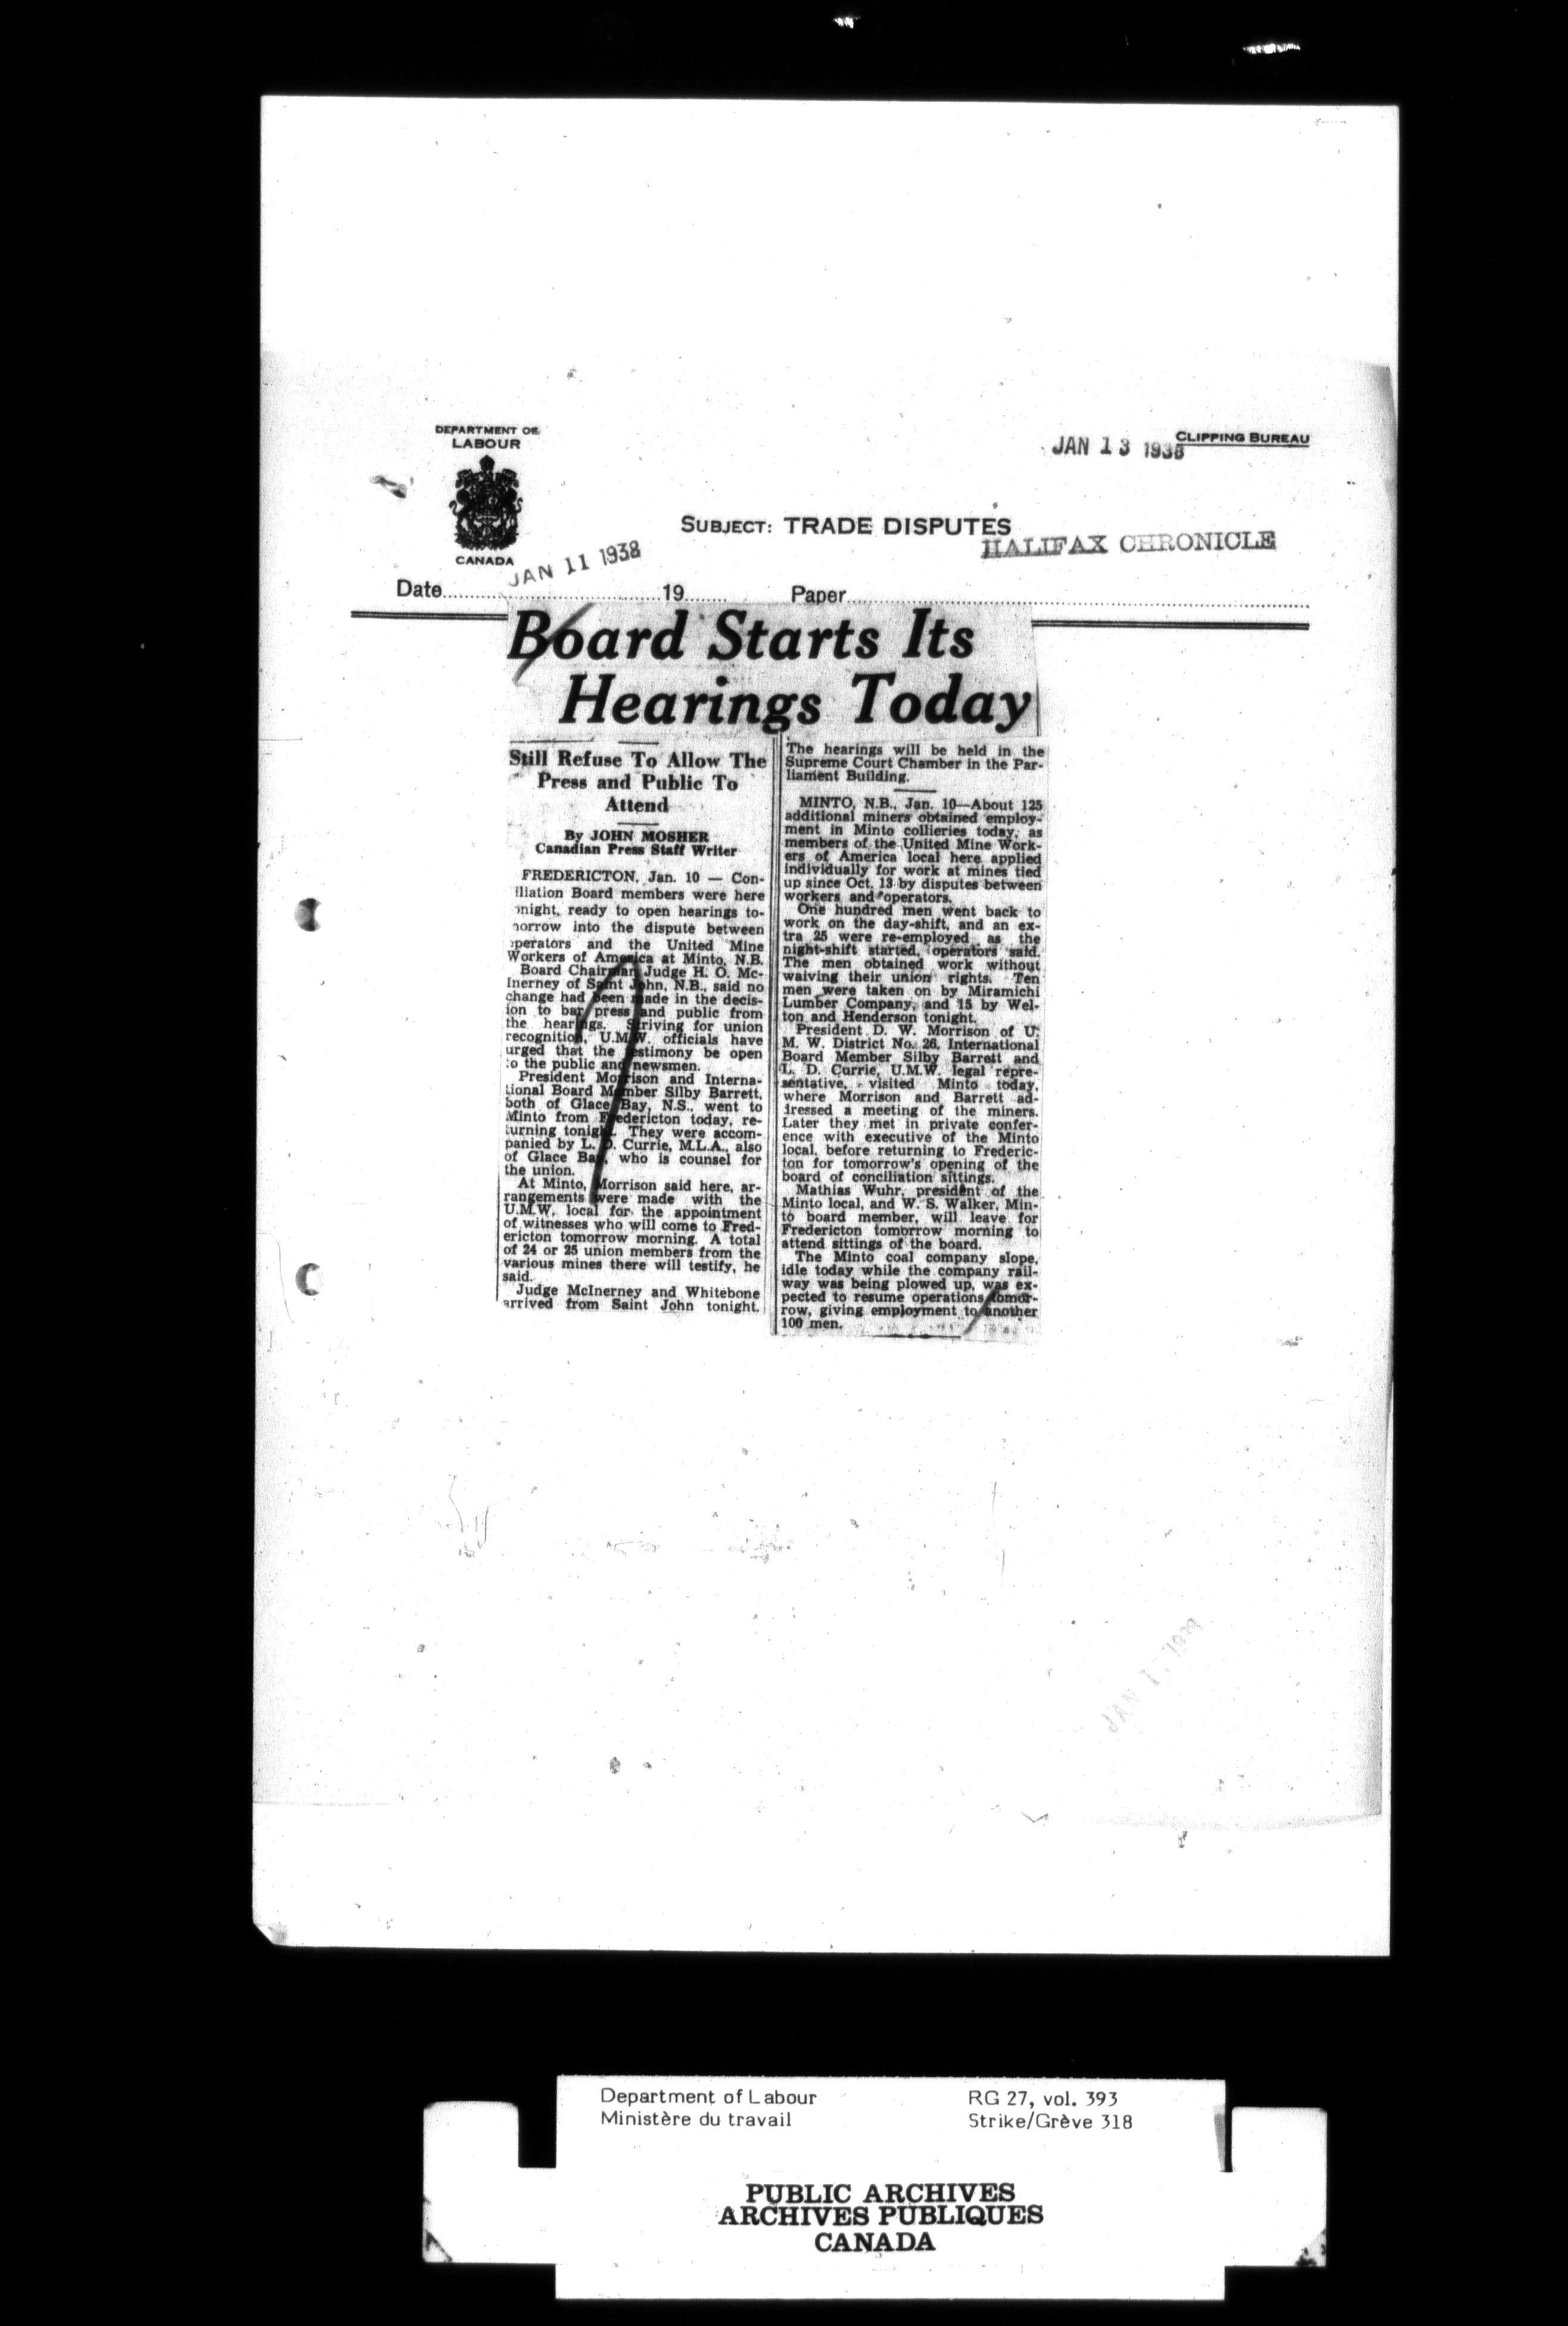 DEPARTMENT OF
LABOUR
CANADA
CLIPPING BUREAU
JAN 13 1938
SUBJECT: TRADE DISPUTES
HALIFAX CHRONICLE
JAN 11 1938
Date 19 Paper
Board Starts Its
Hearings Today
Still Refuse To Allow The
Press and Public To
Attend
By JOHN MOSHER
Canadian Press Staff Writer
FREDERICTON, Jan. 10 — Con-
iliation Board members were here
night, ready to open hearings to-
orrow into the dispute between
perators and the United Mine
Workers of America at Minto, N.B.
Board Chairman Judge H. O. Mc-
Inerney of Saint John, N.B., said no
change had been made in the decis-
ion to bar press and public from
the hearings. Striving for union
recognition, U.M.W. officials have
urged that the testimony be open
to the public and newsmen.
President Morrison and Interna-
tional Board Member Silby Barrett,
both of Glace Bay, N.S., went to
Minto from Fredericton today, re-
turning tonight. They were accom-
panied by L. D. Currie, M.L.A., also
of Glace Bay, who is counsel for
the union.
At Minto, Morrison said here, ar-
rangements were made with the
U.M.W. local for the appointment
of witnesses who will come to Fred-
ericton tomorrow morning. A total
of 24 or 25 union members from the
various mines there will testify, he
said.
Judge McInerney and Whitebone
arrived from Saint John tonight.
The hearings will be held in the
Supreme Court Chamber in the Par-
liament Building.
MINTO, N.B., Jan. 10—About 125
additional miners obtained employ-
ment in Minto collieries today, as
members of the United Mine Work-
ers of America local here applied
individually for work at mines tied
up since Oct. 13 by disputes between
workers and operators.
One hundred men went back to
work on the day-shift, and an ex-
tra 25 were re-employed as the
night-shift started, operators said.
The men obtained work without
waiving their union rights. Ten
men were taken on by Miramichi
Lumber Company, and 15 by Wel-
ton and Henderson tonight.
President D. W. Morrison of U.
M. W. District No. 26, International
Board Member Silby Barrett and
L. D. Currie, U.M.W. legal repre-
sentative, visited Minto today,
where Morrison and Barrett ad-
dressed a meeting of the miners.
Later they met in private confer-
ence with executive of the Minto
local, before returning to Frederic-
ton for tomorrow's opening of the
board of conciliation sittings.
Mathias Wuhr, president of the
Minto local, and W. S. Walker, Min-
to board member, will leave for
Fredericton tomorrow morning to
attend sittings of the board.
The Minto coal company slope,
idle today while the company rail-
way was being plowed up, was ex-
pected to resume operations tomor-
row, giving employment to another
100 men.
Department of Labour
Ministère du travail
RG 27, vol. 393
Strike/Grève 318
PUBLIC ARCHIVES
ARCHIVES PUBLIQUES
CANADA